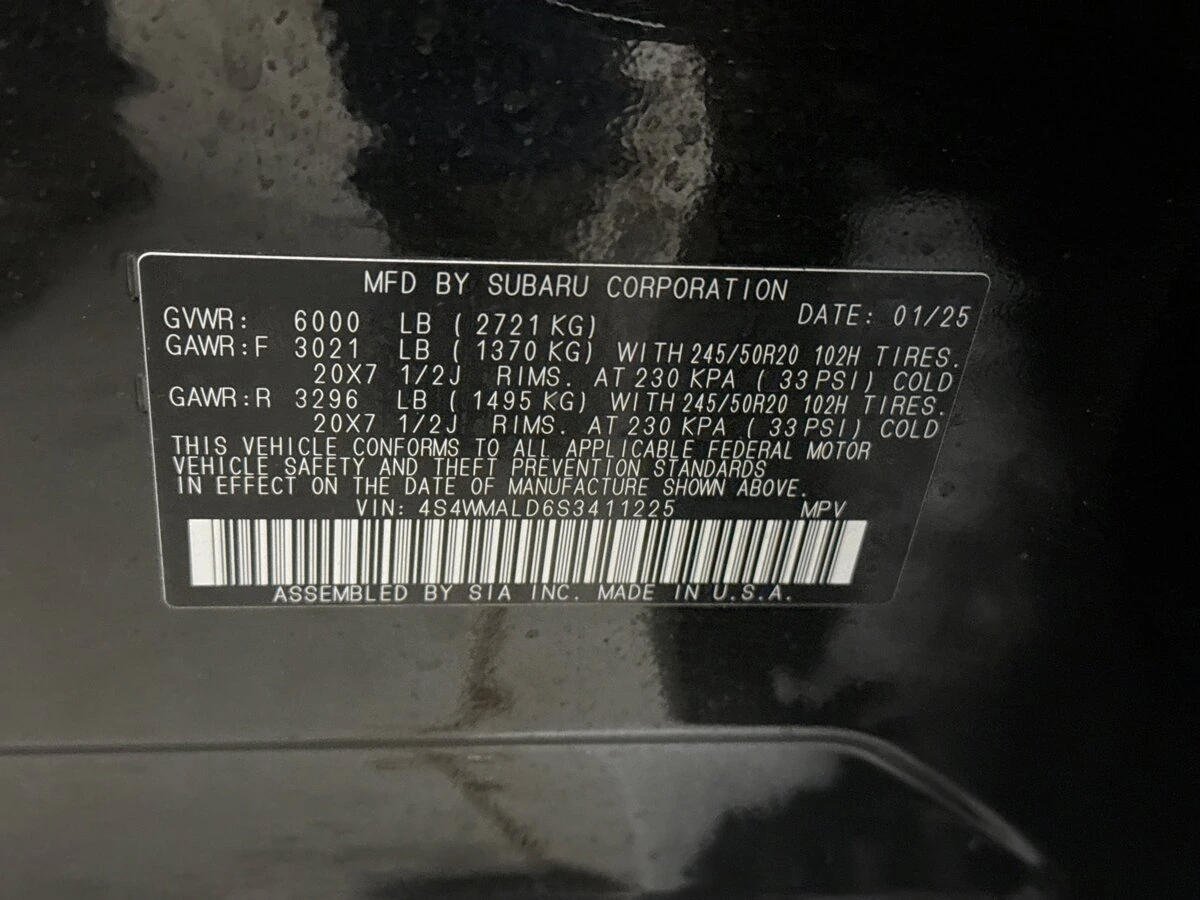 MFD BY SUBARU CORPORATION
DATE: 01/25
GVWR: 6000 LB ( 2721 KG)
GAWR:F 3021 LB ( 1370 KG) WITH 245/50R20 102H TIRES.
20X7 1/2J RIMS. AT 230 KPA ( 33 PSI) COLD
GAWR:R 3296 LB ( 1495 KG) WITH 245/50R20 102H TIRES.
20X7 1/2J RIMS. AT 230 KPA ( 33 PSI) COLD
THIS VEHICLE CONFORMS TO ALL APPLICABLE FEDERAL MOTOR
VEHICLE SAFETY AND THEFT PREVENTION STANDARDS
IN EFFECT ON THE DATE OF MANUFACTURE SHOWN ABOVE.
VIN: 4S4WMALD6S3411225 MPV
ASSEMBLED BY SIA INC. MADE IN U.S.A.